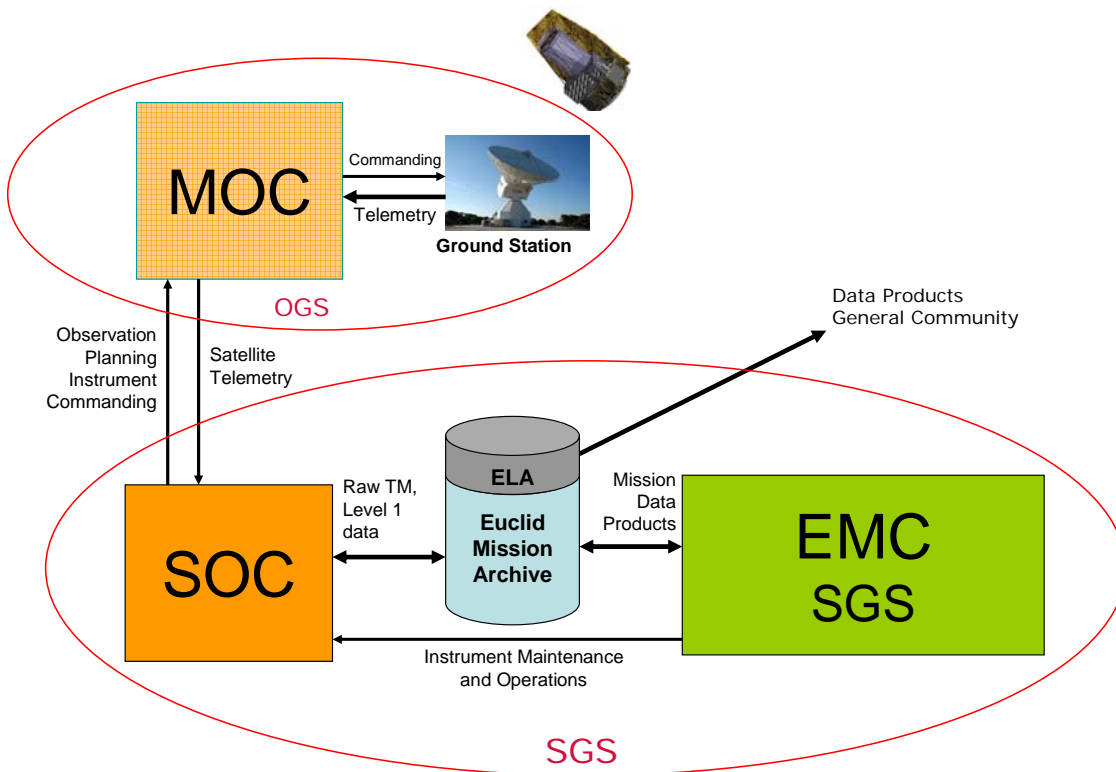 MOC
Commanding
Telemetry
Ground Station
OGS
Observation
Planning
Instrument
Commanding
Satellite
Telemetry
Data Products
General Community
SOC
Raw TM,
Level 1
data
ELA
Euclid
Mission
Archive
Mission
Data
Products
EMC
SGS
Instrument Maintenance
and Operations
SGS